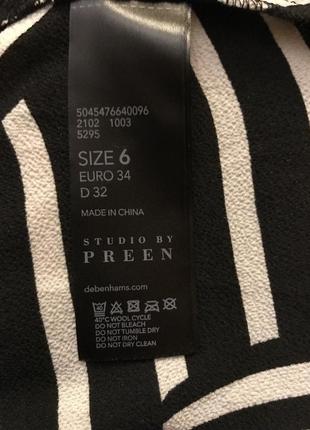 5045476640096
2102 1003
5295
SIZE 6
EURO 34
D 32
MADE IN CHINA
STUDIO BY
PREEN
debenhams.com
40°C WOOL CYCLE
DO NOT BLEACH
DO NOT TUMBLE DRY
DO NOT IRON
DO NOT DRY CLEAN